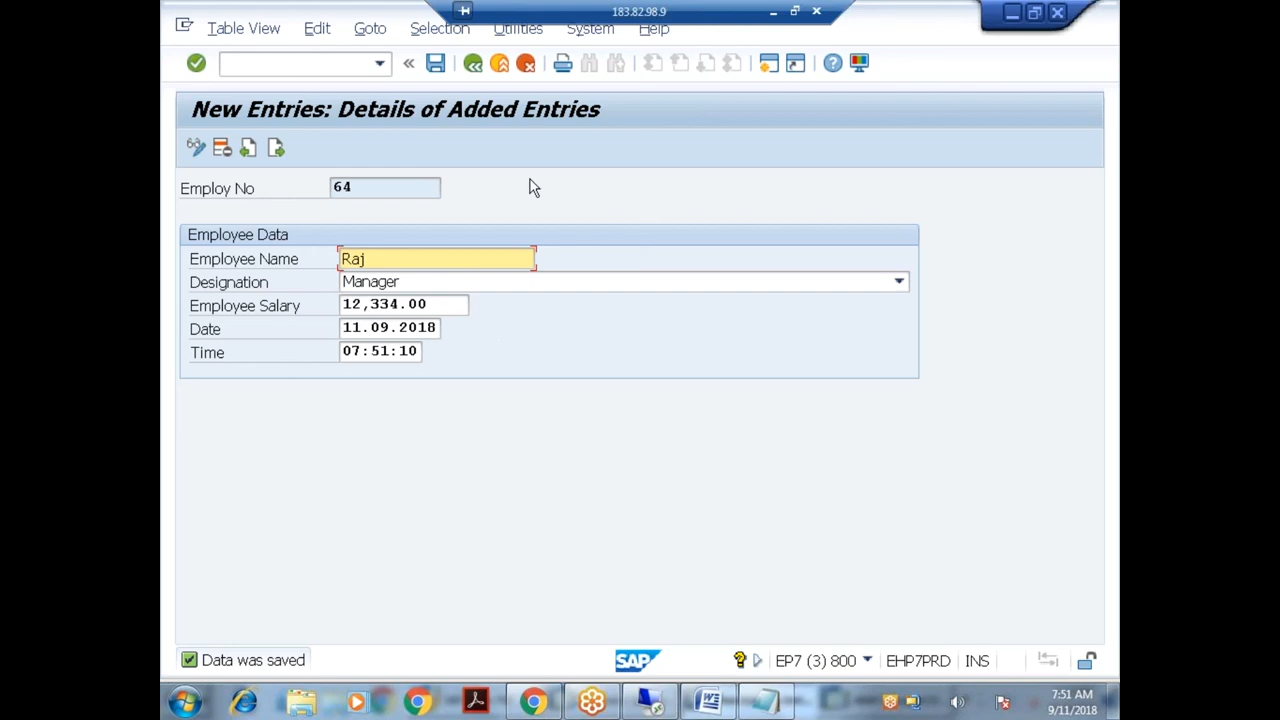 183.82.98.9
Table View Edit Goto Selection Utilities System Help
New Entries: Details of Added Entries
Employ No 64
Employee Data
Employee Name Raj
Designation Manager
Employee Salary 12,334.00
Date 11.09.2018
Time 07:51:10
Data was saved SAP EP7 (3) 800 EHP7PRD INS
7:51 AM
9/11/2018